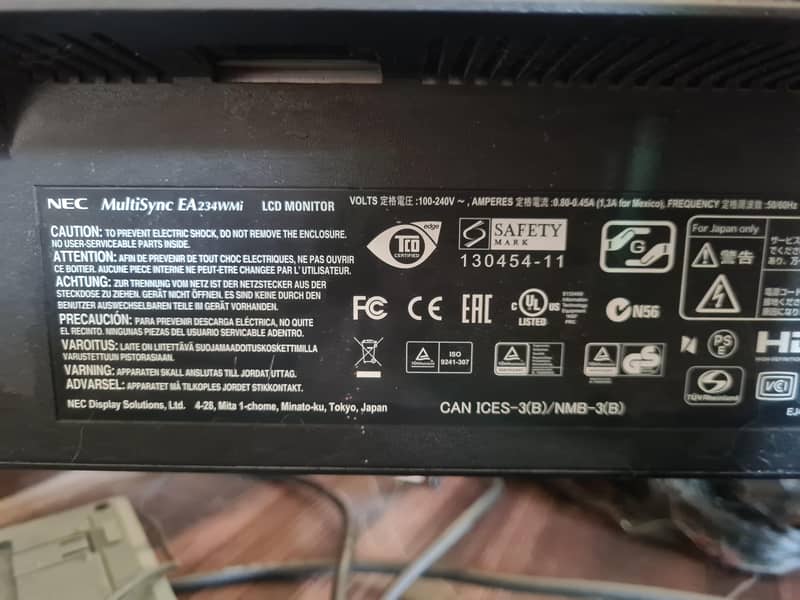 NEC MultiSync EA234WMi LCD MONITOR VOLTS 定格電圧 :100-240V ~ , AMPERES 定格電流 :0.80-0.45A (1,3A for Mexico), FREQUENCY 定格周波数 :50/60Hz
CAUTION: TO PREVENT ELECTRIC SHOCK, DO NOT REMOVE THE ENCLOSURE.
NO USER-SERVICEABLE PARTS INSIDE.
ATTENTION: AFIN DE PREVENIR DE TOUT CHOC ELECTRIQUES, NE PAS OUVRIR
CE BOITIER. AUCUNE PIECE INTERNE NE PEUT-ETRE CHANGEE PAR L' UTILISATEUR.
ACHTUNG: ZUR TRENNUNG VOM NETZ IST DER NETZSTECKER AUS DER
STECKDOSE ZU ZIEHEN. GERÄT NICHT ÖFFNEN. ES SIND KEINE DURCH DEN
BENUTZER AUSWECHSELBAREN TEILE IM GERÄT VORHANDEN.
PRECAUCIÓN: PARA PREVENIR DESCARGA ELÉCTRICA, NO QUITE
EL RECINTO. NINGUNAS PIEZAS DEL USUARIO SERVICABLE ADENTRO.
VAROITUS: LAITE ON LIITETTÄVÄ SUOJAMAADOITUSKOSKETTIMILLA
VARUSTETTUUN PISTORASIAAN.
VARNING: APPARATEN SKALL ANSLUTAS TILL JORDAT UTTAG.
ADVARSEL: APPARATET MÅ TILKOPLES JORDET STIKKONTAKT.
NEC Display Solutions, Ltd. 4-28, Mita 1-chome, Minato-ku, Tokyo, Japan
TCO edge
CERTIFIED
SAFETY
MARK
130454-11
G
FC CE EAC
c UL US
LISTED
N56
ISO
9241-307
GS
CAN ICES-3(B)/NMB-3(B)
For Japan only
警告
PS
E
TÜVRheinland
VCCI